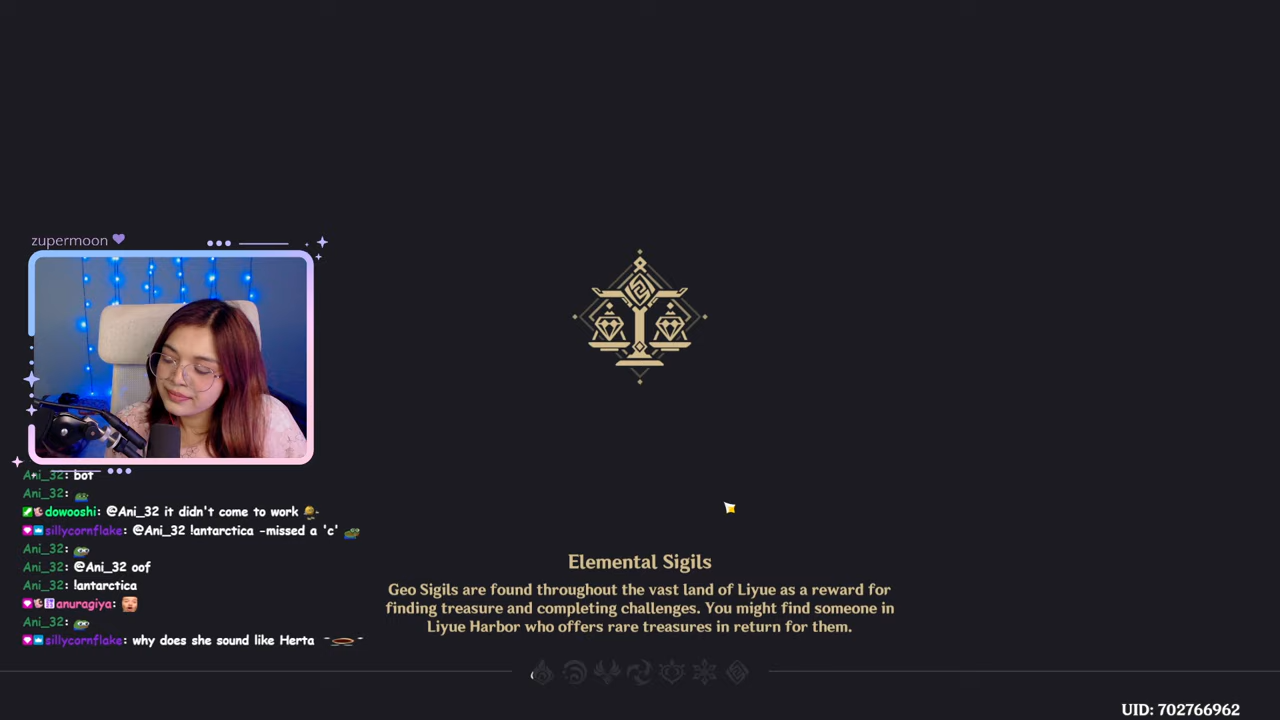 zupermoon
Ani_32: bot
Ani_32:
dowooshi: @Ani_32 it didn't come to work
sillycornflake: @Ani_32 !antarctica -missed a 'c'
Ani_32:
Ani_32: @Ani_32 oof
Ani_32: !antarctica
anuragiya:
Ani_32:
sillycornflake: why does she sound like Herta
Elemental Sigils
Geo Sigils are found throughout the vast land of Liyue as a reward for
finding treasure and completing challenges. You might find someone in
Liyue Harbor who offers rare treasures in return for them.
UID: 702766962